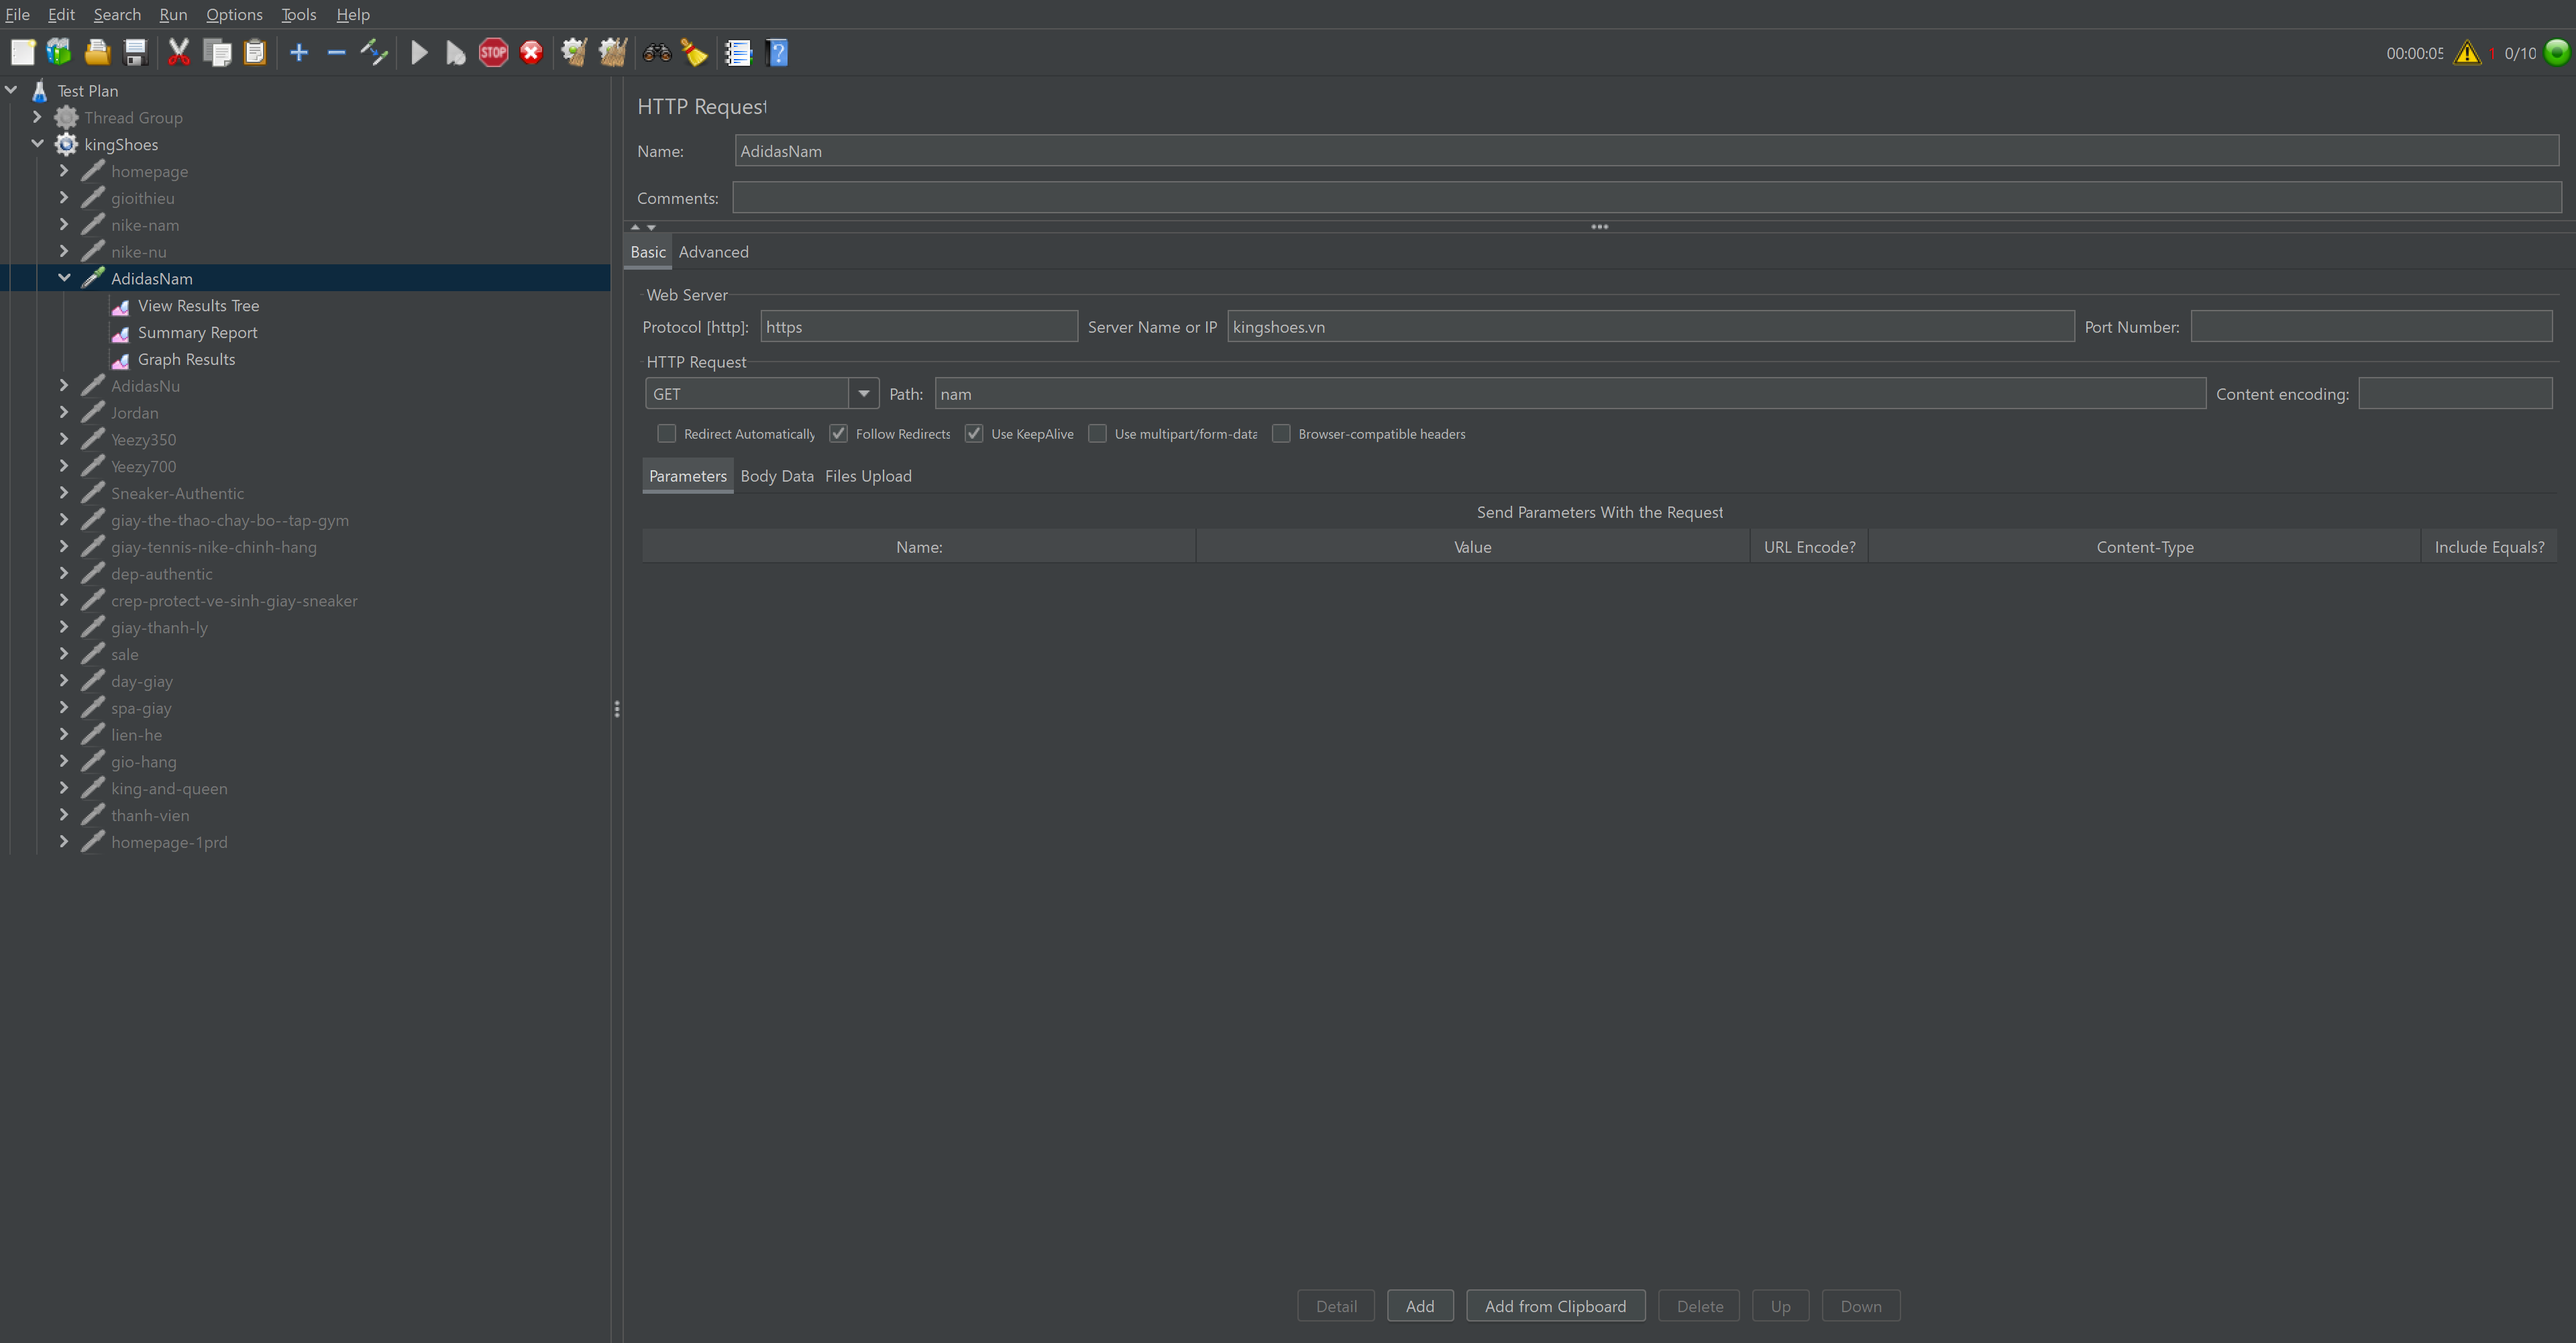 File Edit Search Run Options Tools Help
STOP
00:00:05 1 0/10
Test Plan
Thread Group
kingShoes
homepage
gioithieu
nike-nam
nike-nu
AdidasNam
View Results Tree
Summary Report
Graph Results
AdidasNu
Jordan
Yeezy350
Yeezy700
Sneaker-Authentic
giay-the-thao-chay-bo--tap-gym
giay-tennis-nike-chinh-hang
dep-authentic
crep-protect-ve-sinh-giay-sneaker
giay-thanh-ly
sale
day-giay
spa-giay
lien-he
gio-hang
king-and-queen
thanh-vien
homepage-1prd
HTTP Request
Name: AdidasNam
Comments:
Basic Advanced
Web Server
Protocol [http]: https Server Name or IP kingshoes.vn Port Number:
HTTP Request
GET Path: nam Content encoding:
Redirect Automatically Follow Redirects Use KeepAlive Use multipart/form-data Browser-compatible headers
Parameters Body Data Files Upload
Send Parameters With the Request
Name: Value URL Encode? Content-Type Include Equals?
Detail Add Add from Clipboard Delete Up Down